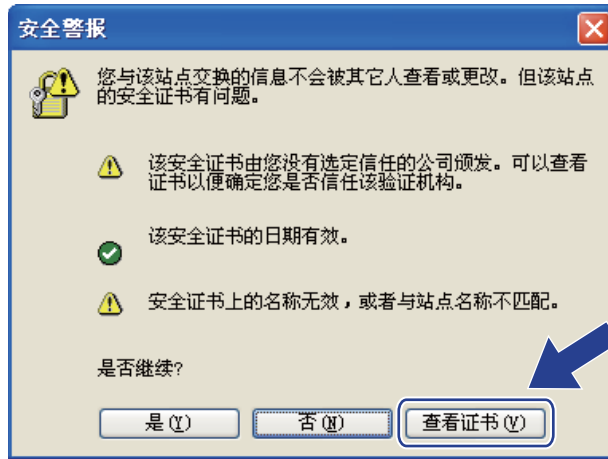 安全警报
您与该站点交换的信息不会被其它人查看或更改。但该站点
的安全证书有问题。
该安全证书由您没有选定信任的公司颁发。可以查看
证书以便确定您是否信任该验证机构。
该安全证书的日期有效。
安全证书上的名称无效，或者与站点名称不匹配。
是否继续?
是(Y)
否(N)
查看证书(V)